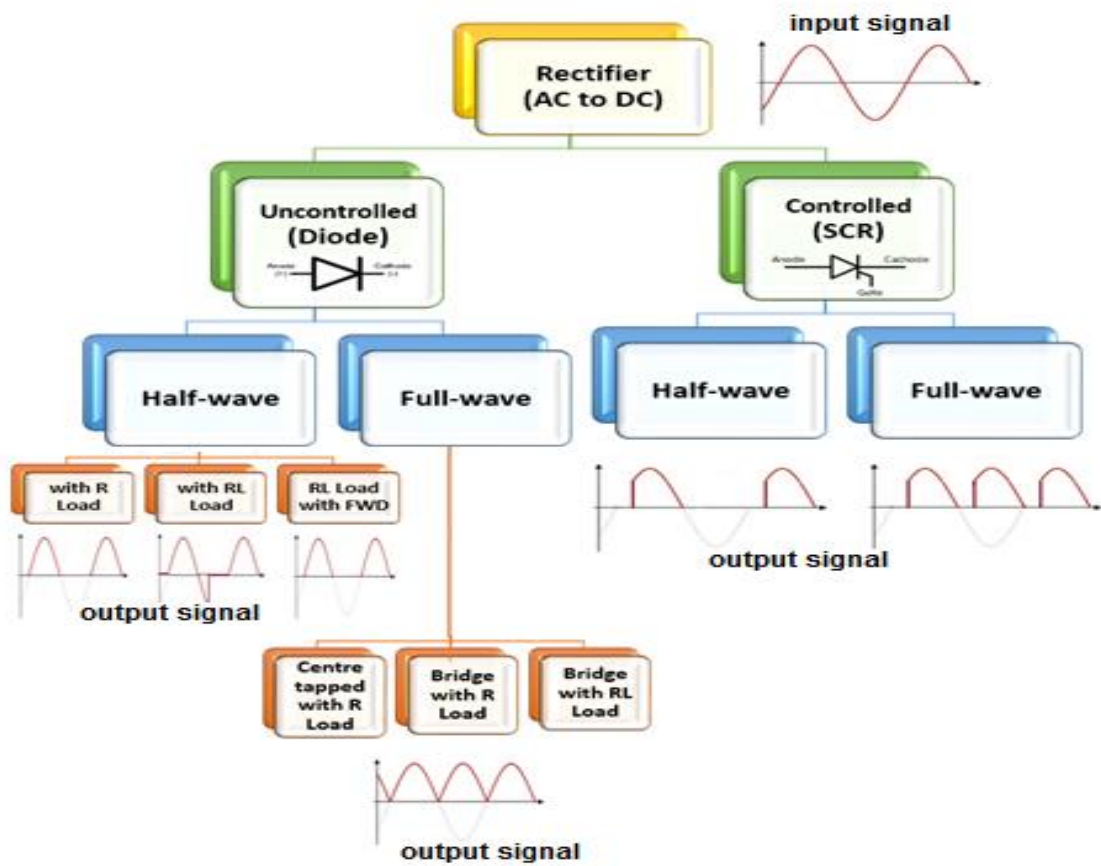 input signal
Rectifier
(AC to DC)
Uncontrolled
(Diode)
Anode
Cathode
(+)
(-)
Controlled
(SCR)
Anode
Cathode
Gate
Half-wave
Full-wave
Half-wave
Full-wave
with R
Load
with RL
Load
RL Load
with FWD
output signal
output signal
Centre
tapped
with R
Load
Bridge
with R
Load
Bridge
with RL
Load
output signal